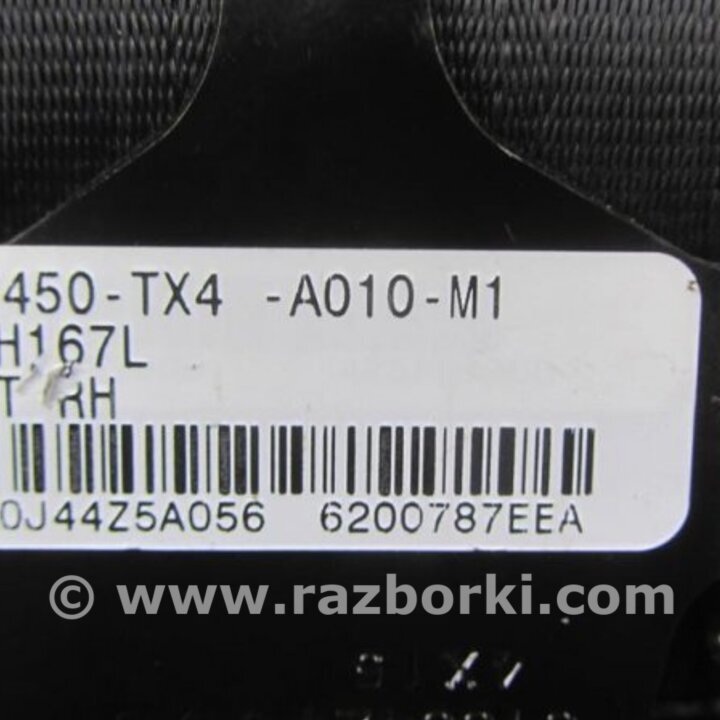 450-TX4 -A010-M1
H167L
T RH
0J44Z5A056 6200787EEA
© www.razborki.com